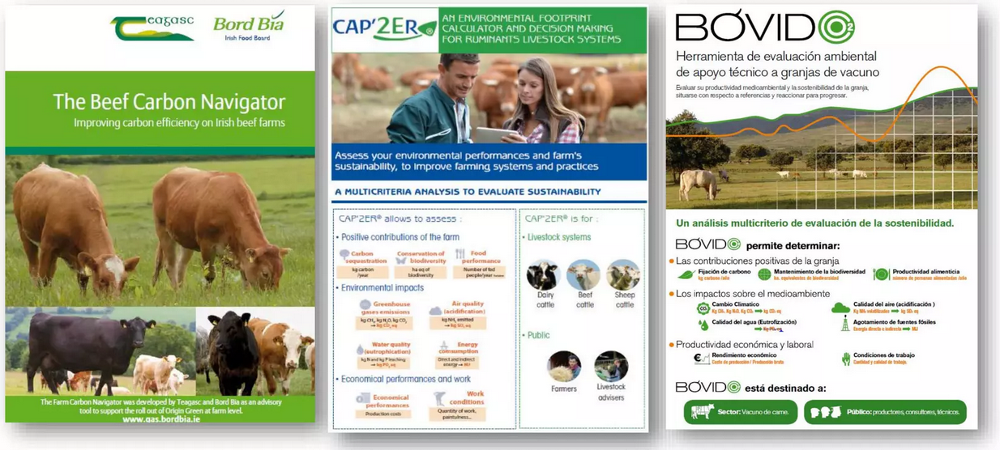 eagasc
Bord Bia
Irish Food Board
The Beef Carbon Navigator
Improving carbon efficiency on Irish beef farms
The Farm Carbon Navigator was developed by Teagasc and Bord Bia as an advisory
tool to support the roll out of Origin Green at farm level.
www.qas.bordbia.ie
CAP'2ER®
AN ENVIRONMENTAL FOOTPRINT
CALCULATOR AND DECISION MAKING
FOR RUMINANTS LIVESTOCK SYSTEMS
Assess your environmental performances and farm's
sustainability, to improve farming systems and practices
A MULTICRITERIA ANALYSIS TO EVALUATE SUSTAINABILITY
CAP'2ER® allows to assess :
• Positive contributions of the farm
Carbon
sequestration
kg carbon
/year
Conservation of
biodiversity
ha eq of
biodiversity
Food
performance
Number of fed
people/year
• Environmental impacts
Greenhouse
gases emissions
kg CH₄, kg N₂O, kg CO₂
→ kg CO₂ eq
Air quality
(acidification)
kg NH₃ emitted
→ kg SO₂ eq
Water quality
(eutrophication)
kg N and kg P leaching
→ kg PO₄ eq
Energy
consumption
Direct and indirect
energy → MJ
• Economical performances and work
Economical
performances
Production costs
Work
conditions
Quantity of work,
painfulness...
CAP'2ER® is for :
• Livestock systems
Dairy
cattle
Beef
cattle
Sheep
cattle
• Public
Farmers
Livestock
advisers
BÓVIDO2
Herramienta de evaluación ambiental
de apoyo técnico a granjas de vacuno
Evaluar su productividad medioambiental y la sostenibilidad de la granja,
situarse con respecto a referencias y reaccionar para progresar.
Un análisis multicriterio de evaluación de la sostenibilidad.
BÓVIDO permite determinar:
• Las contribuciones positivas de la granja
Fijación de carbono
kg carbono /año
Mantenimiento de la biodiversidad
ha. equivalentes de biodiversidad
Productividad alimenticia
número de personas alimentadas /año
• Los impactos sobre el medioambiente
CO₂
Cambio Climatico
Kg CH₄, Kg N₂O, Kg CO₂ → kg CO₂ eq
Calidad del aire (acidificación )
Kg NH₃ volatilizados → kg SO₂ eq
Calidad del agua (Eutrofización)
→ Kg PO₄ eq
Agotamiento de fuentes fósiles
Energía directa e indirecta → MJ
• Productividad económica y laboral
€
Rendimiento económico
Coste de producción / Producción bruta
Condiciones de trabajo
Cantidad y calidad de trabajo.
BÓVIDO está destinado a:
Sector: Vacuno de carne.
Público: productores, consultores, técnicos.